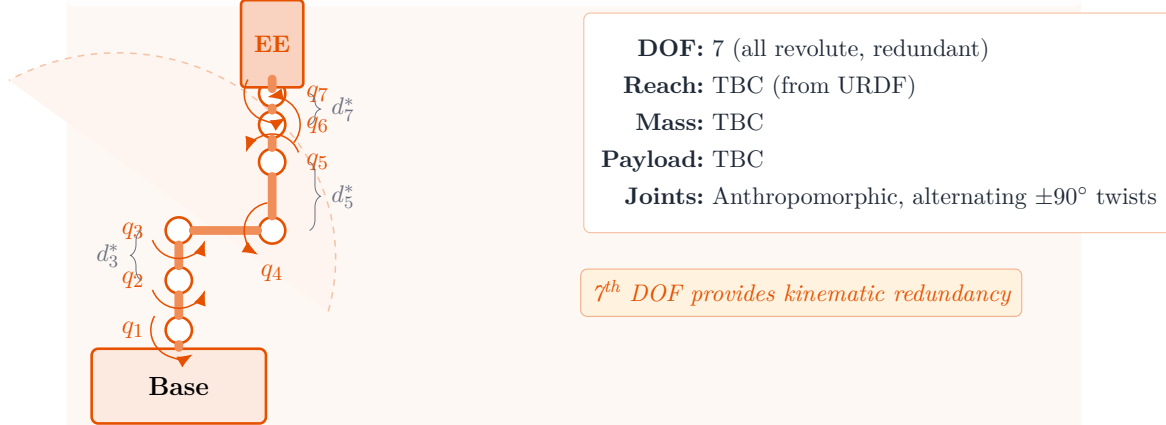 EE
q7
d*7
q6
q5
d*5
q3
d*3
q2
q4
q1
Base
DOF: 7 (all revolute, redundant)
Reach: TBC (from URDF)
Mass: TBC
Payload: TBC
Joints: Anthropomorphic, alternating ±90° twists
7th DOF provides kinematic redundancy